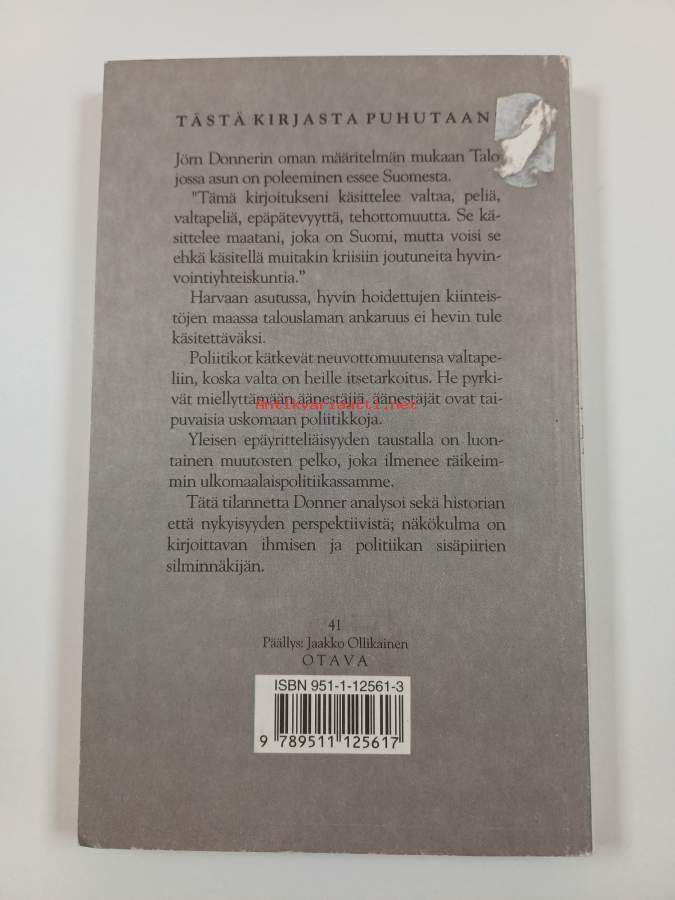 TÄSTÄ KIRJASTA PUHUTAAN
Jörn Donnerin oman määritelmän mukaan Talo
jossa asun on poleeminen essee Suomesta.
"Tämä kirjoitukseni käsittelee valtaa, peliä,
valtapeliä, epäpätevyyttä, tehottomuutta. Se kä-
sittelee maatani, joka on Suomi, mutta voisi se
ehkä käsitellä muitakin kriisiin joutuneita hyvin-
vointiyhteiskuntia.”
Harvaan asutussa, hyvin hoidettujen kiinteis-
töjen maassa talouslaman ankaruus ei hevin tule
käsitettäväksi.
Poliitikot kätkevät neuvottomuutensa valtape-
liin, koska valta on heille itsetarkoitus. He pyrki-
vät miellyttämään äänestäjiä, äänestäjät ovat tai-
Antikvariaatti.net
puvaisia uskomaan poliitikkoja.
Yleisen epäyritteliäisyyden taustalla on luon-
tainen muutosten pelko, joka ilmenee räikeim-
min ulkomaalaispolitiikassamme.
Tätä tilannetta Donner analysoi sekä historian
että nykyisyyden perspektiivistä; näkökulma on
kirjoittavan ihmisen ja politiikan sisäpiirien
silminnäkijän.
41
Päällys: Jaakko Ollikainen
OTAVA
ISBN 951-1-12561-3
9 789511 125617